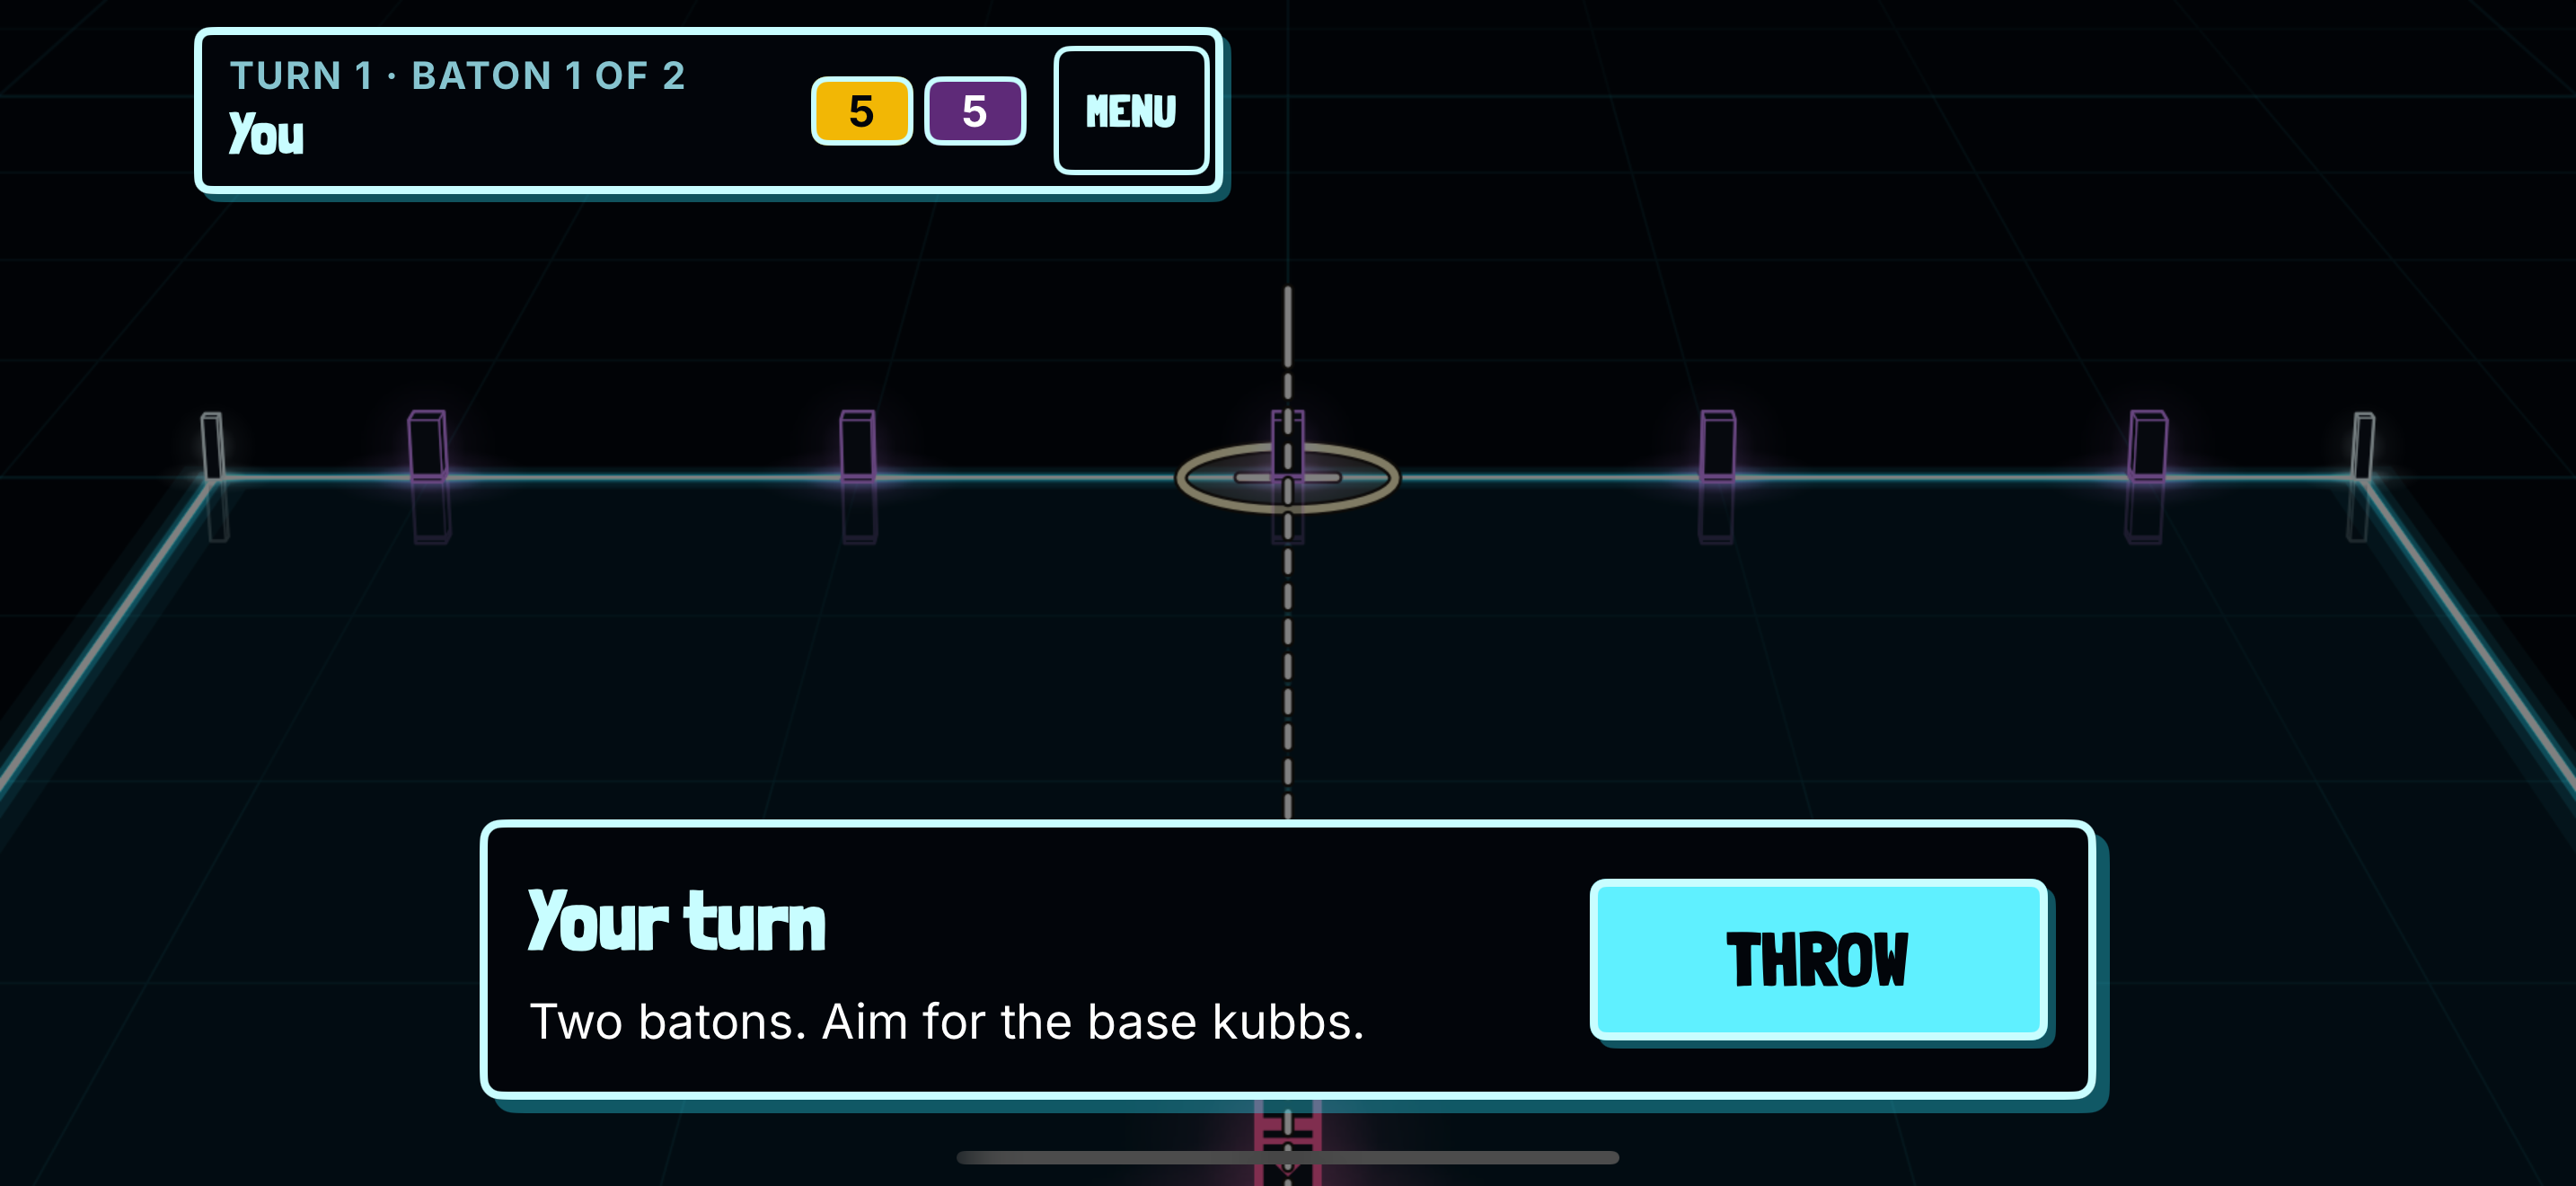 TURN 1 · BATON 1 OF 2
You
5
5
MENU
Your turn
Two batons. Aim for the base kubbs.
THROW